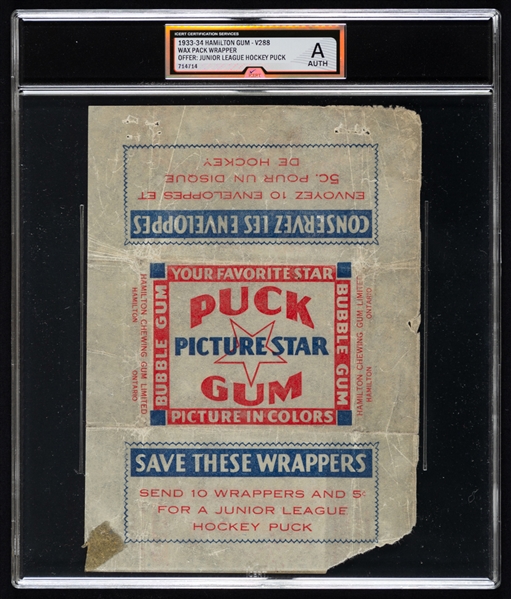 ICERT CERTIFICATION SERVICES
1933-34 HAMILTON GUM - V288
WAX PACK WRAPPER
OFFER: JUNIOR LEAGUE HOCKEY PUCK
714714
A
AUTH
CONSERVEZ LES ENVELOPPES
ENVOYEZ 10 ENVELOPPES ET
5C. POUR UN DISQUE
DE HOCKEY
YOUR FAVORITE STAR
PUCK
PICTURE STAR
GUM
PICTURE IN COLORS
BUBBLE GUM
BUBBLE GUM
HAMILTON CHEWING GUM LIMITED
HAMILTON ONTARIO
HAMILTON CHEWING GUM LIMITED
HAMILTON ONTARIO
SAVE THESE WRAPPERS
SEND 10 WRAPPERS AND 5¢
FOR A JUNIOR LEAGUE
HOCKEY PUCK